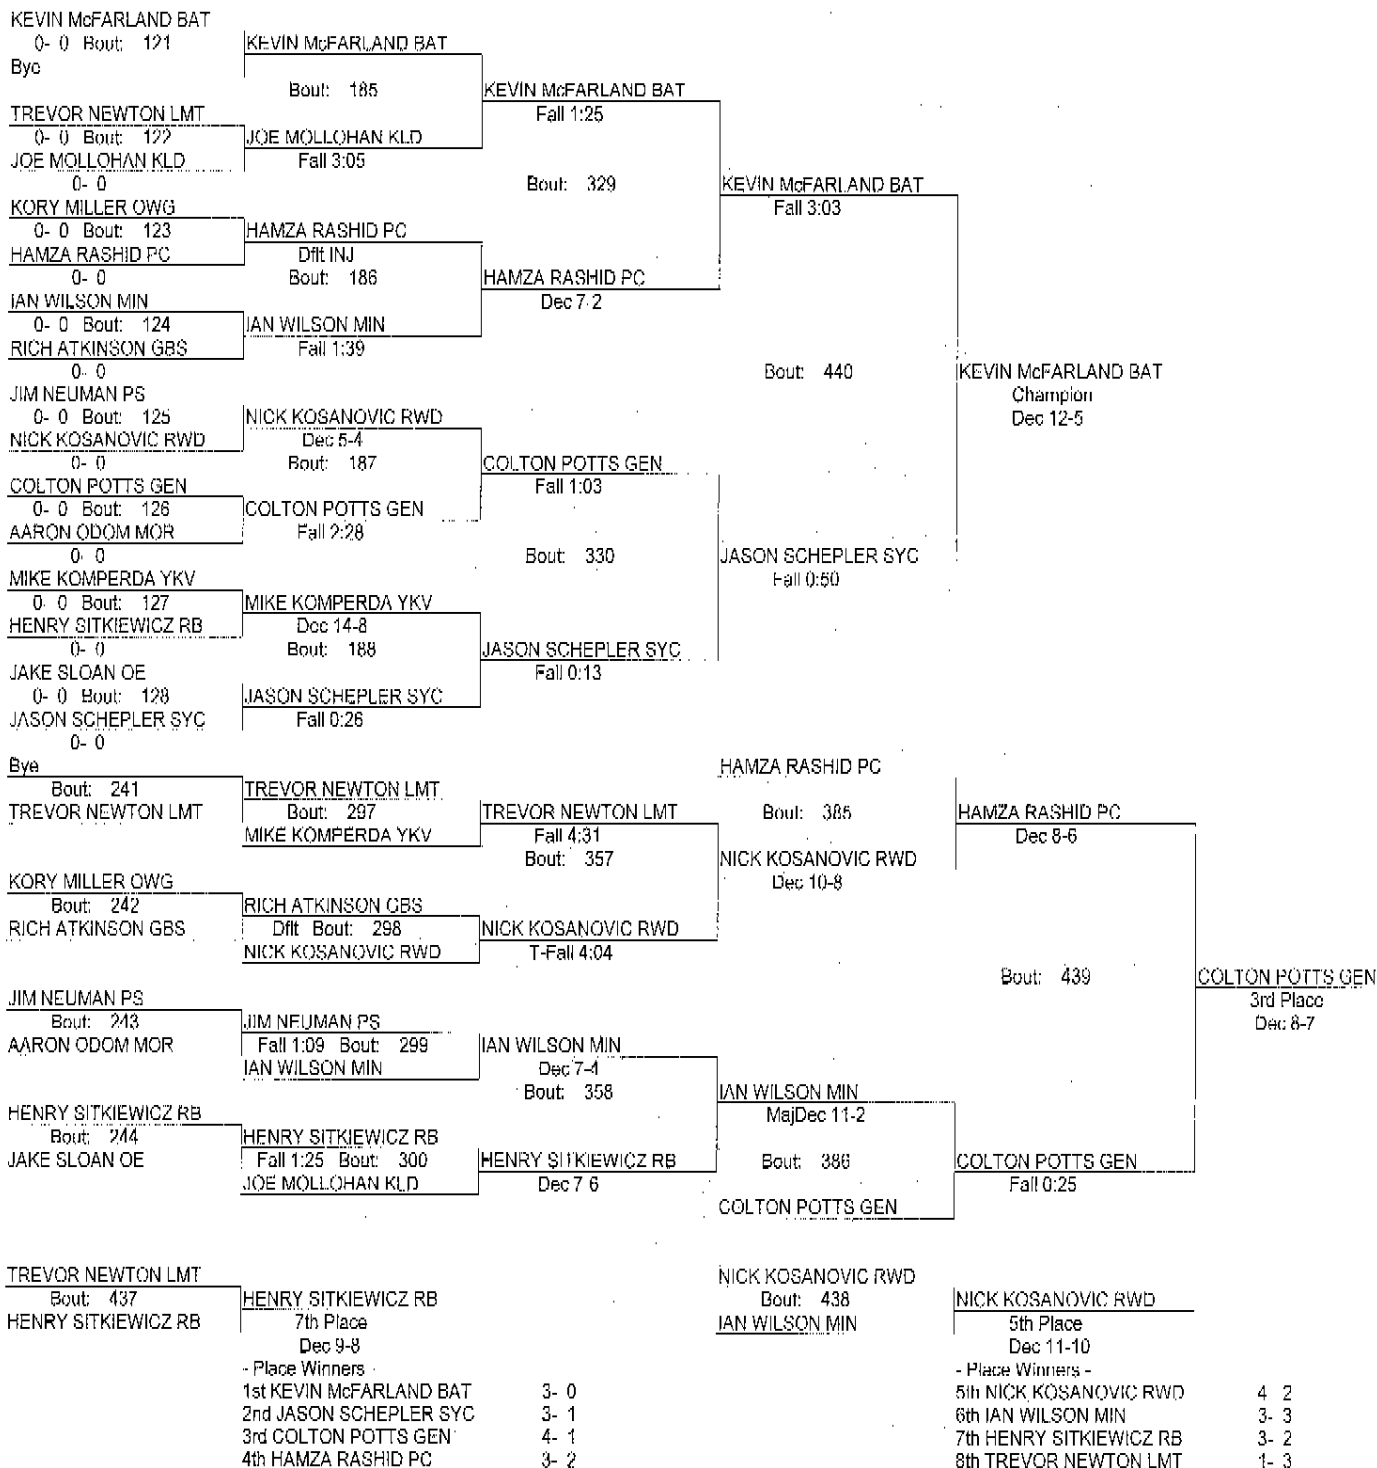 KEVIN McFARLAND BAT
0- 0 Bout: 121
Bye
KEVIN McFARLAND BAT
Bout: 185
TREVOR NEWTON LMT
0- 0 Bout: 122
JOE MOLLOHAN KLD
0- 0
JOE MOLLOHAN KLD
Fall 3:05
KEVIN McFARLAND BAT
Fall 1:25
Bout: 329
KORY MILLER OWG
0- 0 Bout: 123
HAMZA RASHID PC
0- 0
HAMZA RASHID PC
Dflt INJ
Bout: 186
IAN WILSON MIN
0- 0 Bout: 124
RICH ATKINSON GBS
0- 0
IAN WILSON MIN
Fall 1:39
HAMZA RASHID PC
Dec 7-2
KEVIN McFARLAND BAT
Fall 3:03
Bout: 440
KEVIN McFARLAND BAT
Champion
Dec 12-5
JIM NEUMAN PS
0- 0 Bout: 125
NICK KOSANOVIC RWD
0- 0
NICK KOSANOVIC RWD
Dec 5-4
Bout: 187
COLTON POTTS GEN
0- 0 Bout: 126
AARON ODOM MOR
0- 0
COLTON POTTS GEN
Fall 2:28
COLTON POTTS GEN
Fall 1:03
Bout: 330
JASON SCHEPLER SYC
Fall 0:50
MIKE KOMPERDA YKV
0- 0 Bout: 127
HENRY SITKIEWICZ RB
0- 0
MIKE KOMPERDA YKV
Dec 14-8
Bout: 188
JAKE SLOAN OE
0- 0 Bout: 128
JASON SCHEPLER SYC
0- 0
JASON SCHEPLER SYC
Fall 0:26
JASON SCHEPLER SYC
Fall 0:13
Bye
Bout: 241
TREVOR NEWTON LMT
TREVOR NEWTON LMT
Bout: 297
MIKE KOMPERDA YKV
TREVOR NEWTON LMT
Fall 4:31
Bout: 357
KORY MILLER OWG
Bout: 242
RICH ATKINSON GBS
RICH ATKINSON GBS
Dflt Bout: 298
NICK KOSANOVIC RWD
NICK KOSANOVIC RWD
T-Fall 4:04
HAMZA RASHID PC
Bout: 385
NICK KOSANOVIC RWD
Dec 10-8
HAMZA RASHID PC
Dec 8-6
Bout: 439
COLTON POTTS GEN
3rd Place
Dec 8-7
JIM NEUMAN PS
Bout: 243
AARON ODOM MOR
JIM NEUMAN PS
Fall 1:09 Bout: 299
IAN WILSON MIN
IAN WILSON MIN
Dec 7-4
Bout: 358
HENRY SITKIEWICZ RB
Bout: 244
JAKE SLOAN OE
HENRY SITKIEWICZ RB
Fall 1:25 Bout: 300
JOE MOLLOHAN KLD
HENRY SITKIEWICZ RB
Dec 7 6
IAN WILSON MIN
MajDec 11-2
Bout: 386
COLTON POTTS GEN
COLTON POTTS GEN
Fall 0:25
TREVOR NEWTON LMT
Bout: 437
HENRY SITKIEWICZ RB
HENRY SITKIEWICZ RB
7th Place
Dec 9-8
NICK KOSANOVIC RWD
Bout: 438
IAN WILSON MIN
NICK KOSANOVIC RWD
5th Place
Dec 11-10
- Place Winners -
1st KEVIN McFARLAND BAT 3- 0
2nd JASON SCHEPLER SYC 3- 1
3rd COLTON POTTS GEN 4- 1
4th HAMZA RASHID PC 3- 2
- Place Winners -
5th NICK KOSANOVIC RWD 4 2
6th IAN WILSON MIN 3- 3
7th HENRY SITKIEWICZ RB 3- 2
8th TREVOR NEWTON LMT 1- 3